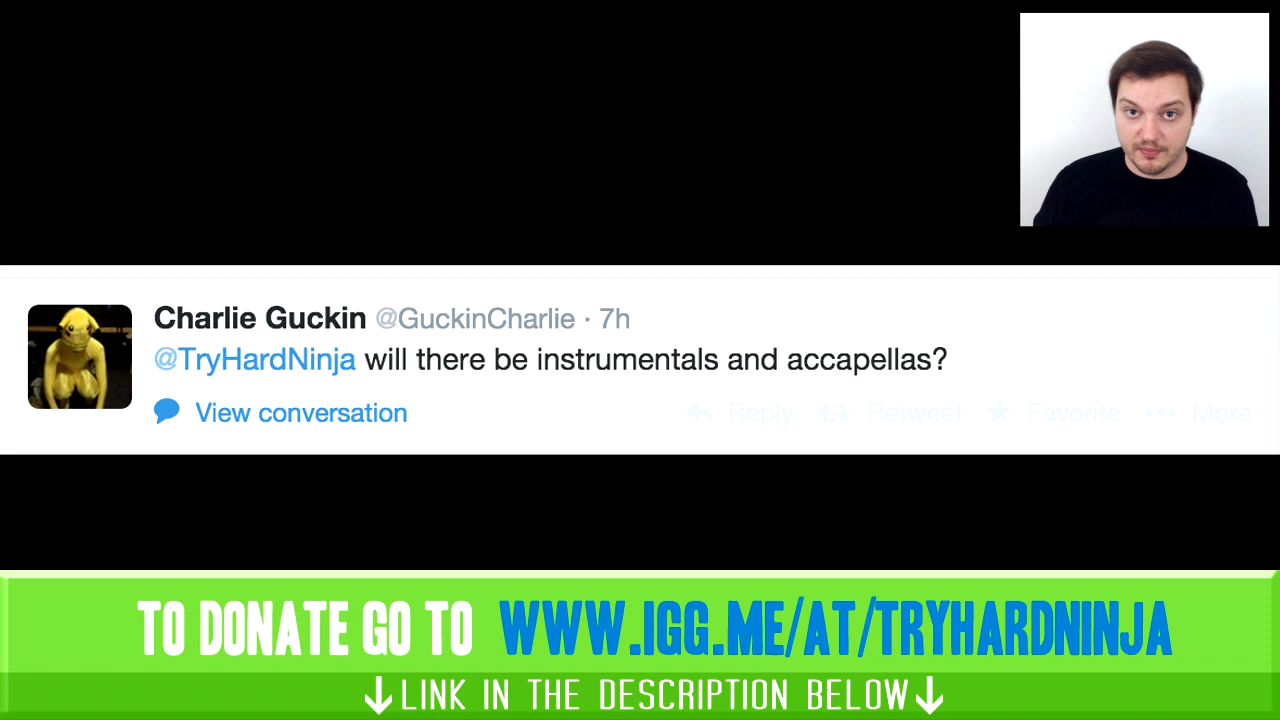 Charlie Guckin @GuckinCharlie · 7h
@TryHardNinja will there be instrumentals and accapellas?
View conversation Reply Retweet Favorite More
TO DONATE GO TO WWW.IGG.ME/AT/TRYHARDNINJA
LINK IN THE DESCRIPTION BELOW